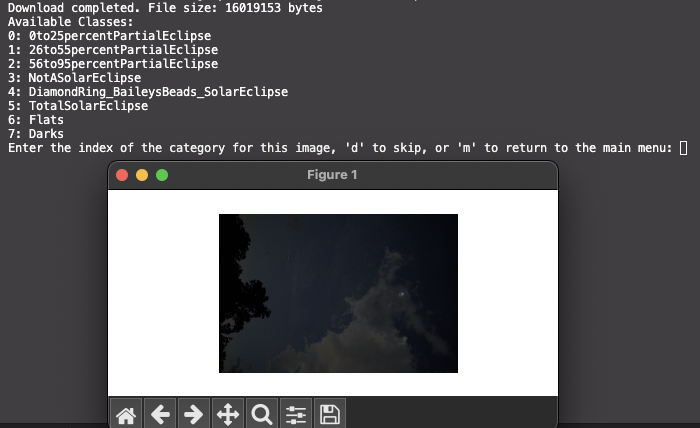 Download completed. File size: 16019153 bytes
Available Classes:
0: 0to25percentPartialEclipse
1: 26to55percentPartialEclipse
2: 56to95percentPartialEclipse
3: NotASolarEclipse
4: DiamondRing_BaileysBeads_SolarEclipse
5: TotalSolarEclipse
6: Flats
7: Darks
Enter the index of the category for this image, 'd' to skip, or 'm' to return to the main menu:
Figure 1